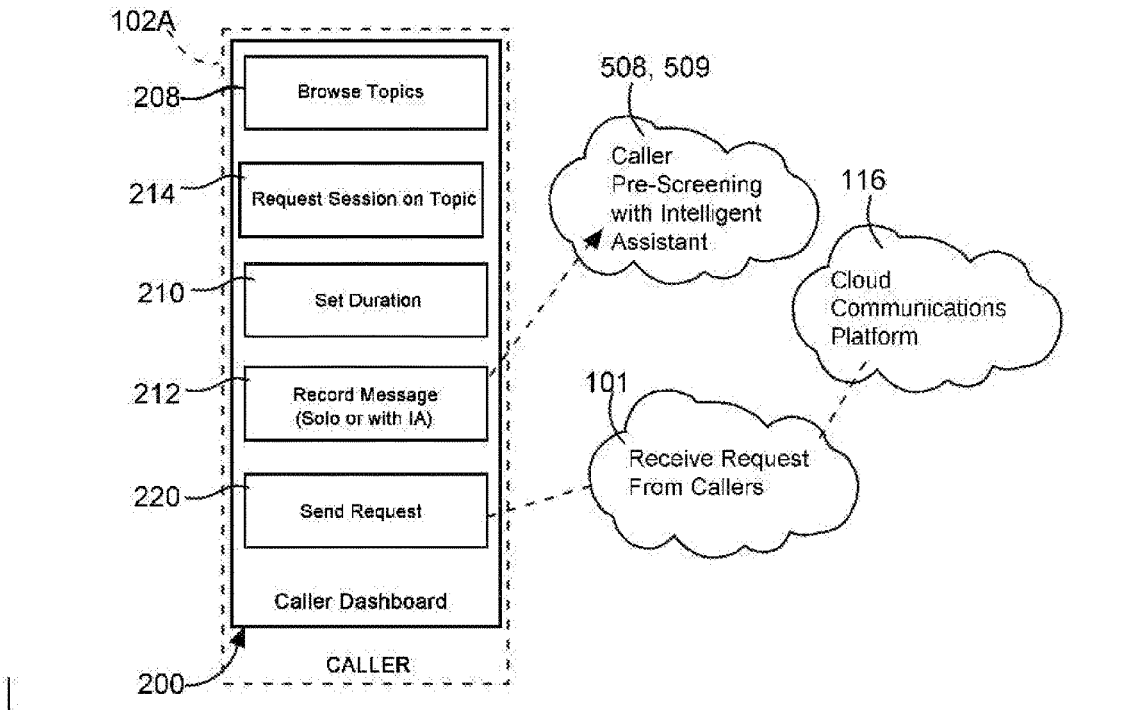 102A
208
Browse Topics
214
Request Session on Topic
210
Set Duration
212
Record Message
(Solo or with IA)
220
Send Request
Caller Dashboard
200
CALLER
508, 509
Caller
Pre-Screening
with Intelligent
Assistant
116
Cloud
Communications
Platform
101
Receive Request
From Callers